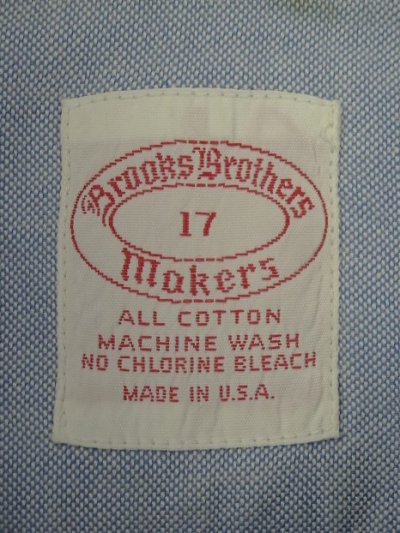 Brooks Brothers
17
Makers
ALL COTTON
MACHINE WASH
NO CHLORINE BLEACH
MADE IN U.S.A.